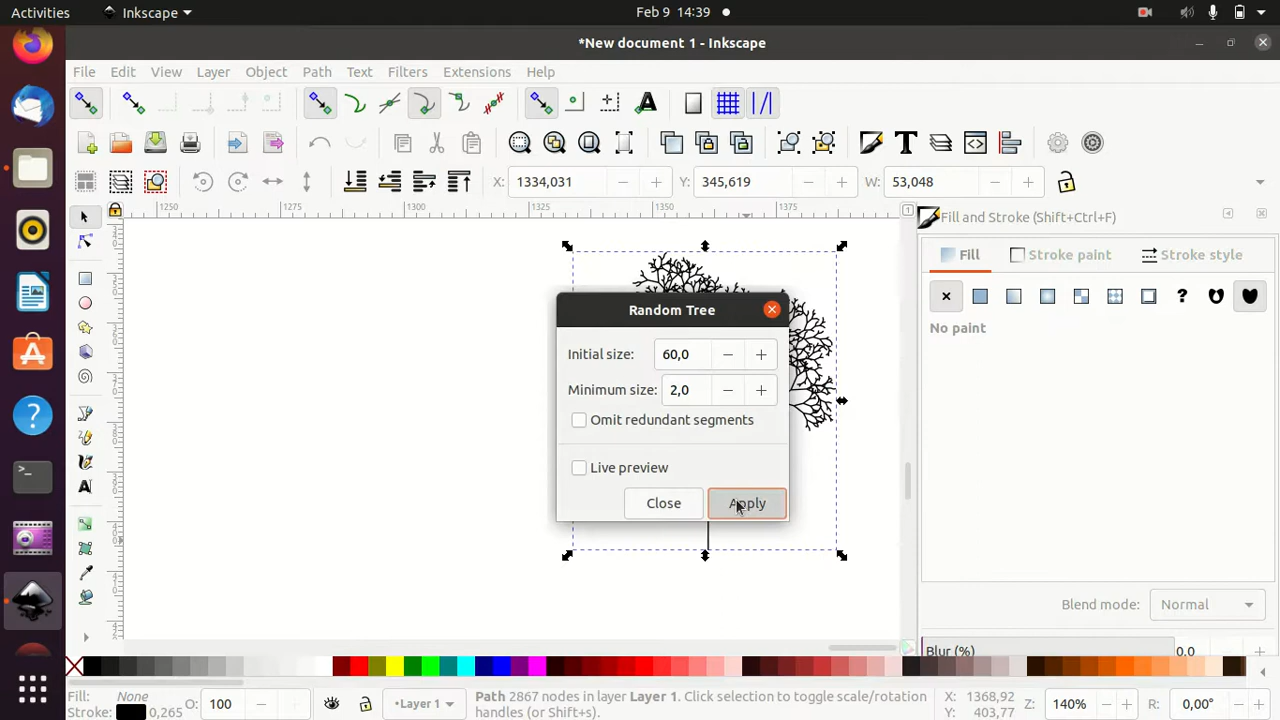 Activities
Inkscape
Feb 9 14:39
*New document 1 - Inkscape
File Edit View Layer Object Path Text Filters Extensions Help
X: 1334,031 Y: 345,619 W: 53,048
1250 1275 1300 1325 1350 1375
Fill and Stroke (Shift+Ctrl+F)
Fill Stroke paint Stroke style
No paint
Random Tree
Initial size: 60,0
Minimum size: 2,0
Omit redundant segments
Live preview
Close Apply
Blend mode: Normal
Blur (%) 0.0
Fill: None
Stroke: 0,265
O: 100
Layer 1
Path 2867 nodes in layer Layer 1. Click selection to toggle scale/rotation
handles (or Shift+s).
X: 1368,92
Y: 403,77
Z: 140%
R: 0,00°